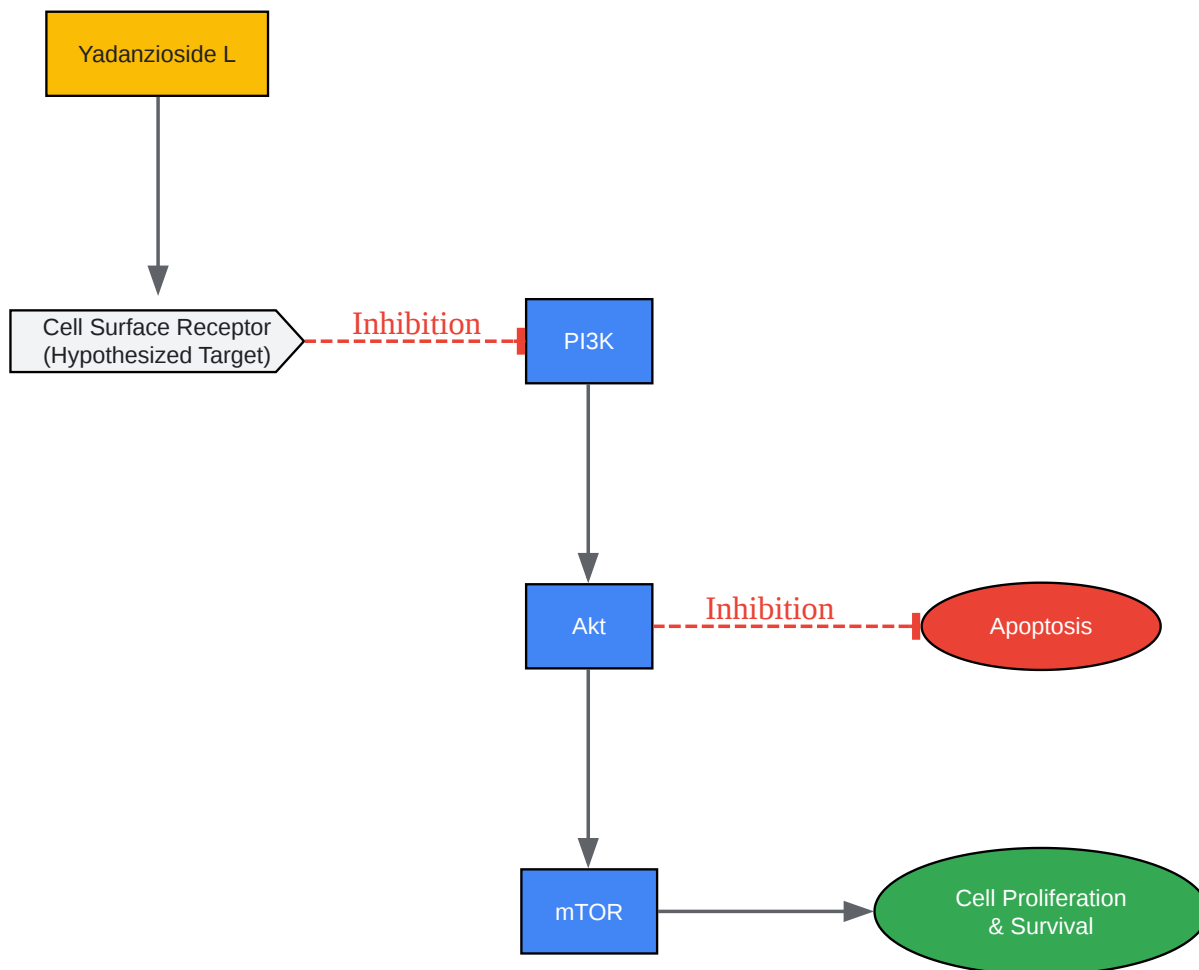 Yadanzioside L
Cell Surface Receptor
(Hypothesized Target)
Inhibition
PI3K
Akt
Inhibition
Apoptosis
mTOR
Cell Proliferation
& Survival